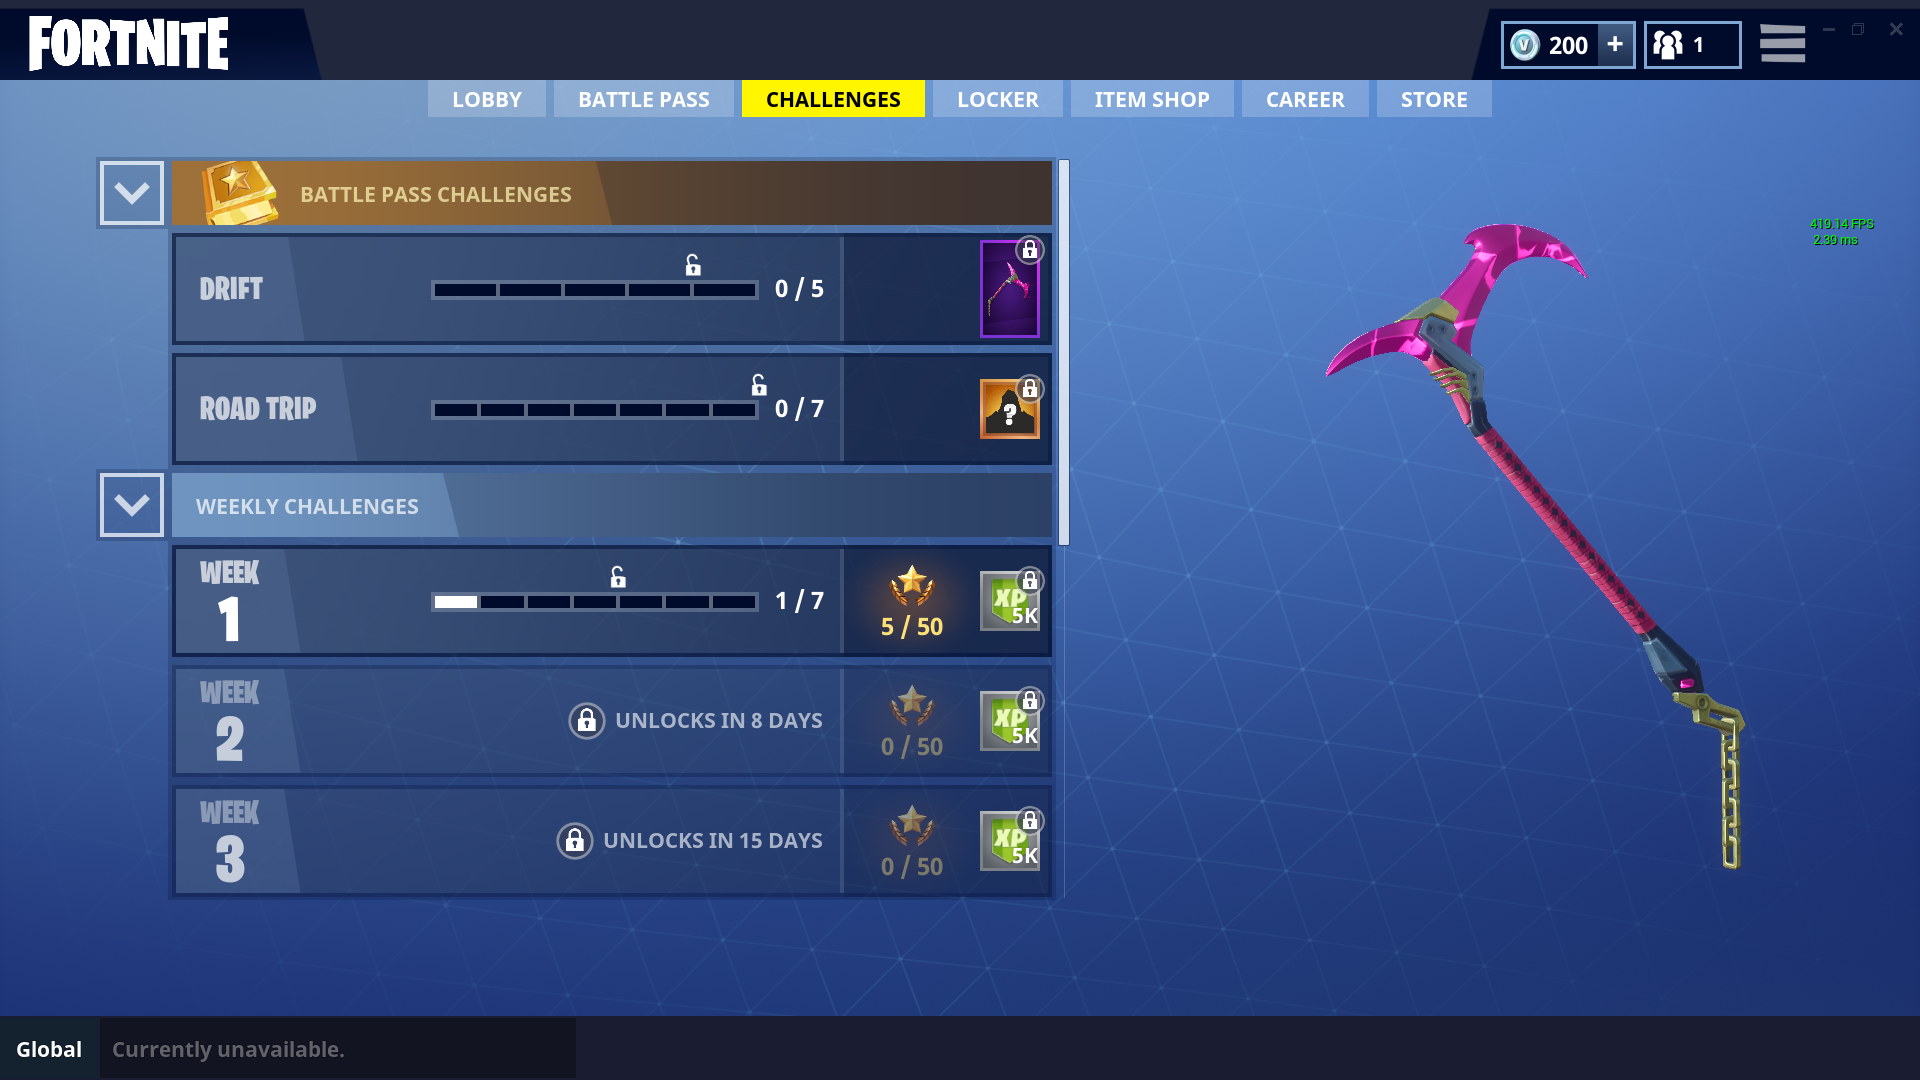 FORTNITE
200 +
1
LOBBY
BATTLE PASS
CHALLENGES
LOCKER
ITEM SHOP
CAREER
STORE
BATTLE PASS CHALLENGES
DRIFT
0 / 5
ROAD TRIP
0 / 7
?
WEEKLY CHALLENGES
WEEK
1
1 / 7
5 / 50
XP
5K
WEEK
2
UNLOCKS IN 8 DAYS
0 / 50
XP
5K
WEEK
3
UNLOCKS IN 15 DAYS
0 / 50
XP
5K
419.14 FPS
2.39 ms
Global
Currently unavailable.